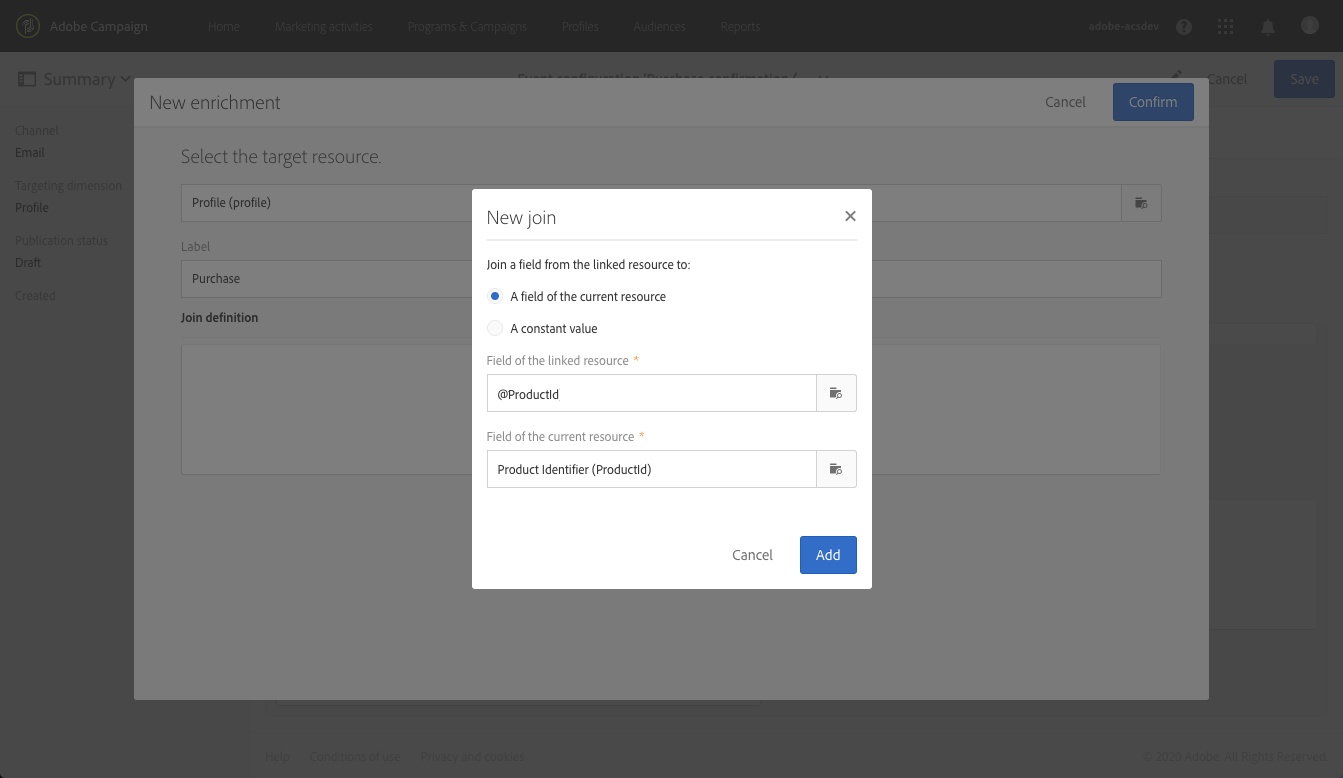 Adobe Campaign Home Marketing activities Programs & Campaigns Profiles Audiences Reports adobe-acsdev
Summary Cancel Save
New enrichment Cancel Confirm
Channel
Email
Targeting dimension
Profile
Publication status
Draft
Created
Select the target resource.
Profile (profile)
Label
Purchase
Join definition
New join
Join a field from the linked resource to:
A field of the current resource
A constant value
Field of the linked resource *
@ProductId
Field of the current resource *
Product Identifier (ProductId)
Cancel Add
Help Conditions of use Privacy and cookies © 2020 Adobe. All Rights Reserved.